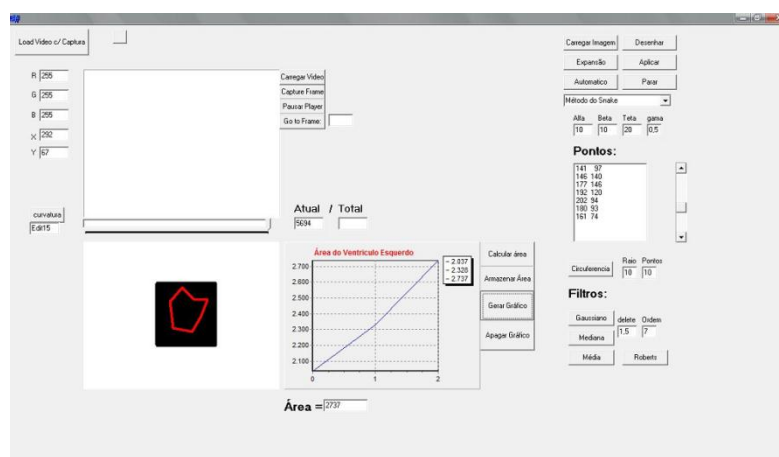 Load Video c/ Captura
R 255
G 255
B 255
X 292
Y 67
curvatura
Edit15
Carregar Video
Capture Frame
Pausar Player
Go to Frame:
Atual / Total
5694
Área do Ventriculo Esquerdo
2.700
2.600
2.500
2.400
2.300
2.200
2.100
0 1 2
2.037
2.328
2.737
Calcular área
Armazenar Área
Gerar Gráfico
Apagar Gráfico
Área = 2737
Carregar Imagem Desenhar
Expansão Aplicar
Automatico Parar
Método do Snake
Alfa Beta Teta gama
10 10 20 0,5
Pontos:
141 97
146 140
177 146
192 120
202 94
180 93
161 74
Raio Pontos
Circuferencia 10 10
Filtros:
Gaussiano delete Ordem
Mediana 1,5 7
Média Roberts